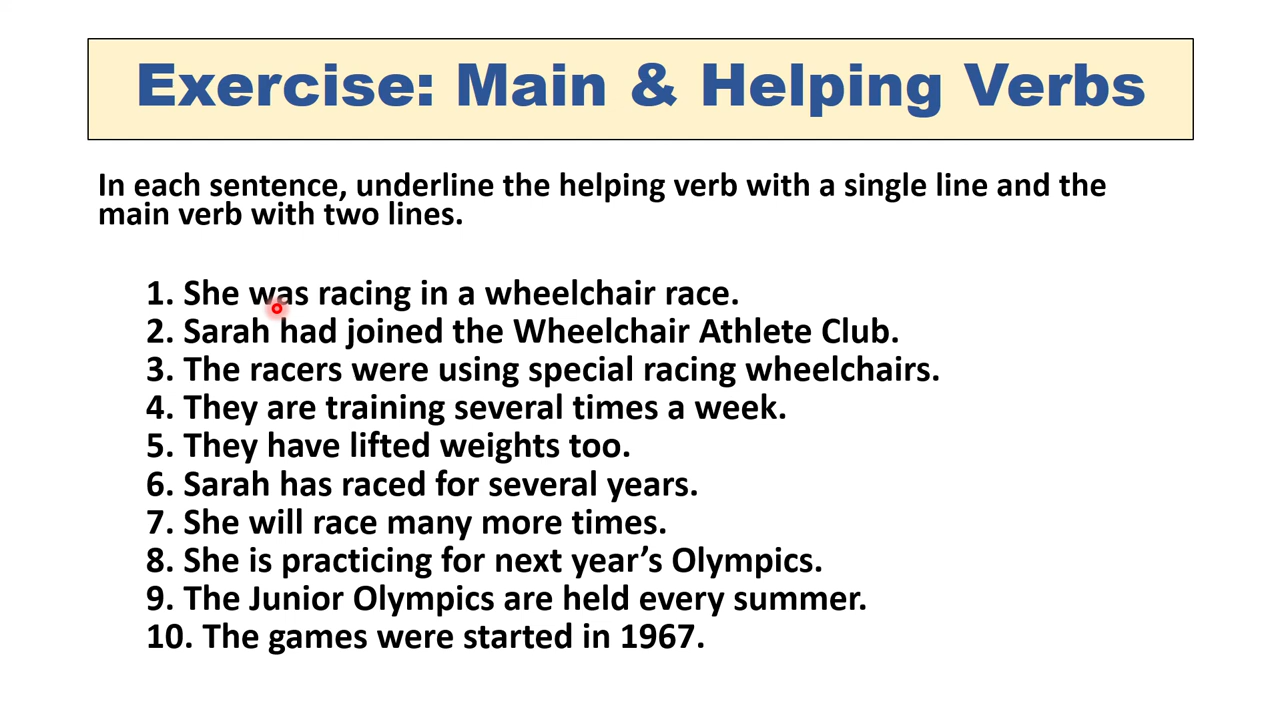 Exercise: Main & Helping Verbs
In each sentence, underline the helping verb with a single line and the
main verb with two lines.
1. She was racing in a wheelchair race.
2. Sarah had joined the Wheelchair Athlete Club.
3. The racers were using special racing wheelchairs.
4. They are training several times a week.
5. They have lifted weights too.
6. Sarah has raced for several years.
7. She will race many more times.
8. She is practicing for next year’s Olympics.
9. The Junior Olympics are held every summer.
10. The games were started in 1967.